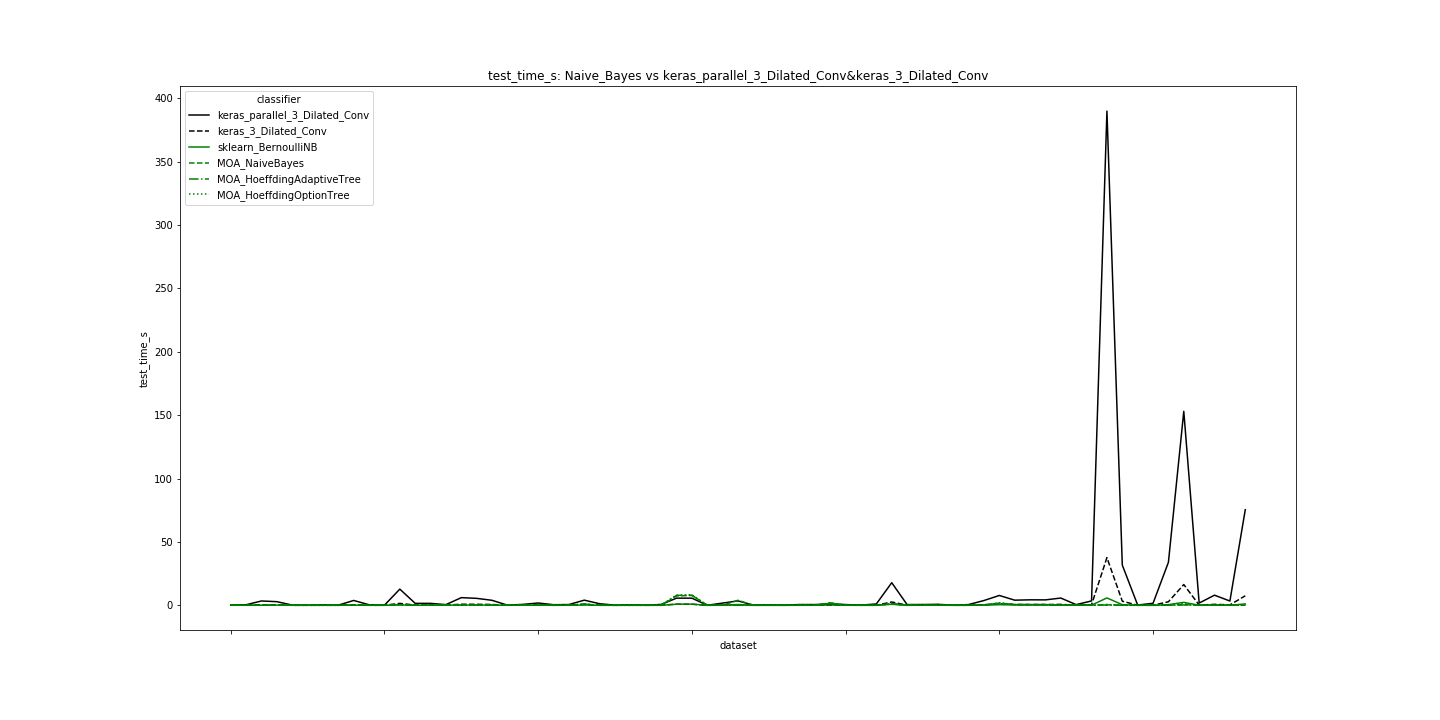 test_time_s: Naive_Bayes vs keras_parallel_3_Dilated_Conv&keras_3_Dilated_Conv
classifier
keras_parallel_3_Dilated_Conv
keras_3_Dilated_Conv
sklearn_BernoulliNB
MOA_NaiveBayes
MOA_HoeffdingAdaptiveTree
MOA_HoeffdingOptionTree
400
350
300
250
200
150
100
50
0
test_time_s
dataset